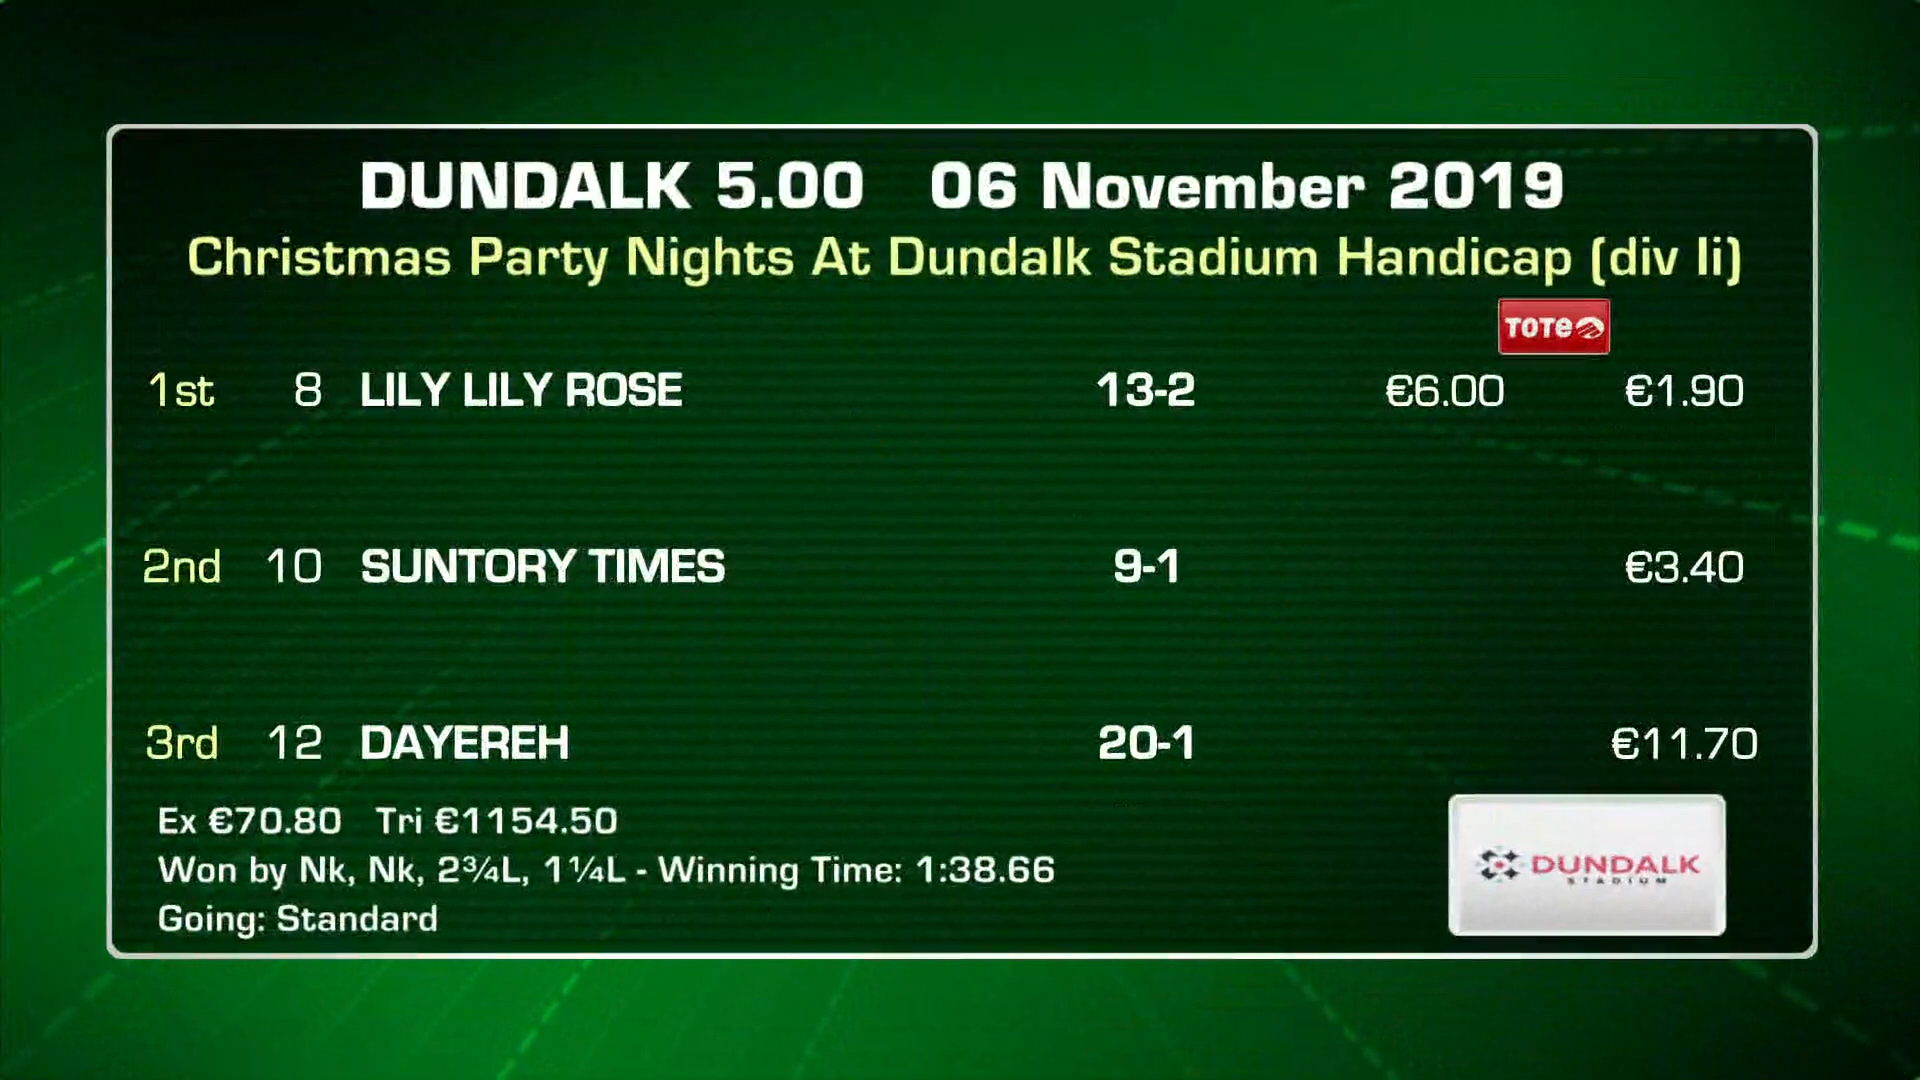 DUNDALK 5.00 06 November 2019
Christmas Party Nights At Dundalk Stadium Handicap (div Ii)
TOTE
1st 8 LILY LILY ROSE 13-2 €6.00 €1.90
2nd 10 SUNTORY TIMES 9-1 €3.40
3rd 12 DAYEREH 20-1 €11.70
Ex €70.80 Tri €1154.50
Won by Nk, Nk, 2¾L, 1¼L - Winning Time: 1:38.66
Going: Standard
DUNDALK
STADIUM